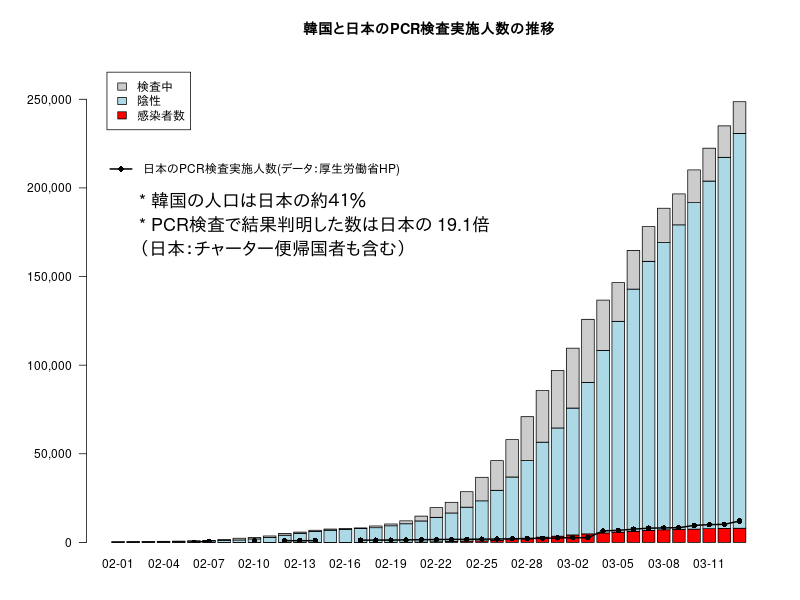 韓国と日本のPCR検査実施人数の推移
検査中
陰性
感染者数
日本のPCR検査実施人数(データ：厚生労働省HP)
* 韓国の人口は日本の約41%
* PCR検査で結果判明した数は日本の 19.1倍
（日本：チャーター便帰国者も含む）
250,000
200,000
150,000
100,000
50,000
0
02-01 02-04 02-07 02-10 02-13 02-16 02-19 02-22 02-25 02-28 03-02 03-05 03-08 03-11